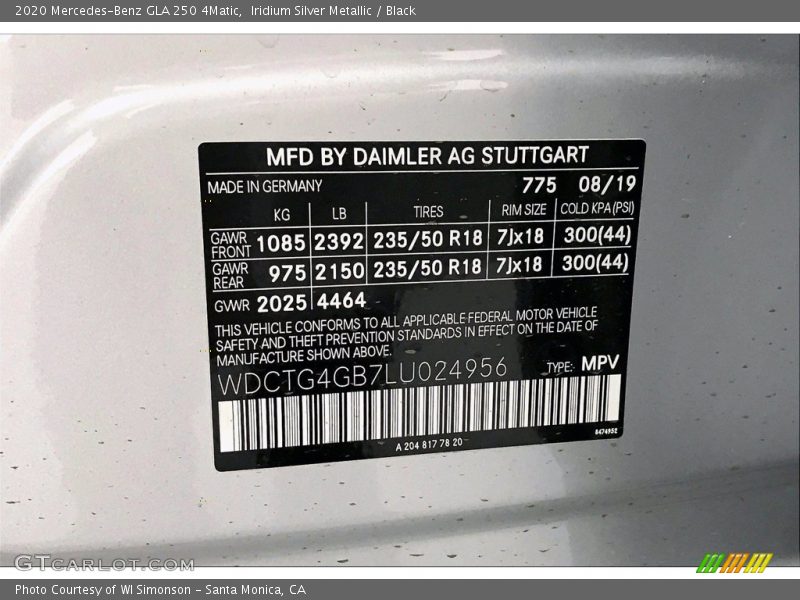 2020 Mercedes-Benz GLA 250 4Matic,  Iridium Silver Metallic / Black
MFD BY DAIMLER AG STUTTGART
MADE IN GERMANY 775 08/19
KG LB TIRES RIM SIZE COLD KPA (PSI)
GAWR FRONT 1085 2392 235/50 R18 7Jx18 300(44)
GAWR REAR 975 2150 235/50 R18 7Jx18 300(44)
GWR 2025 4464
THIS VEHICLE CONFORMS TO ALL APPLICABLE FEDERAL MOTOR VEHICLE
SAFETY AND THEFT PREVENTION STANDARDS IN EFFECT ON THE DATE OF
MANUFACTURE SHOWN ABOVE.
WDCTG4GB7LU024956 TYPE: MPV
A 204 817 78 20
GTCARLOT.COM
Photo Courtesy of WI Simonson - Santa Monica, CA